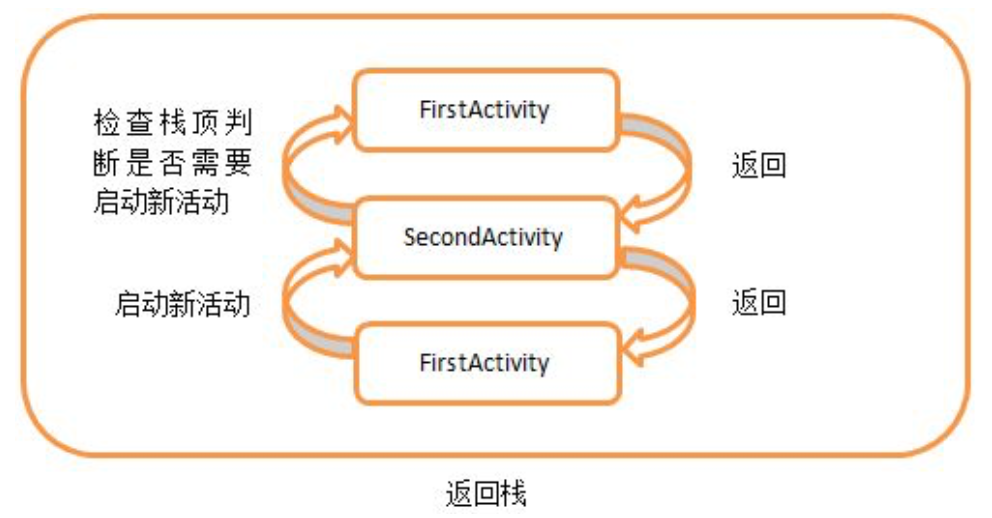 FirstActivity
检查栈顶判
断是否需要
启动新活动
返回
SecondActivity
启动新活动
返回
FirstActivity
返回栈